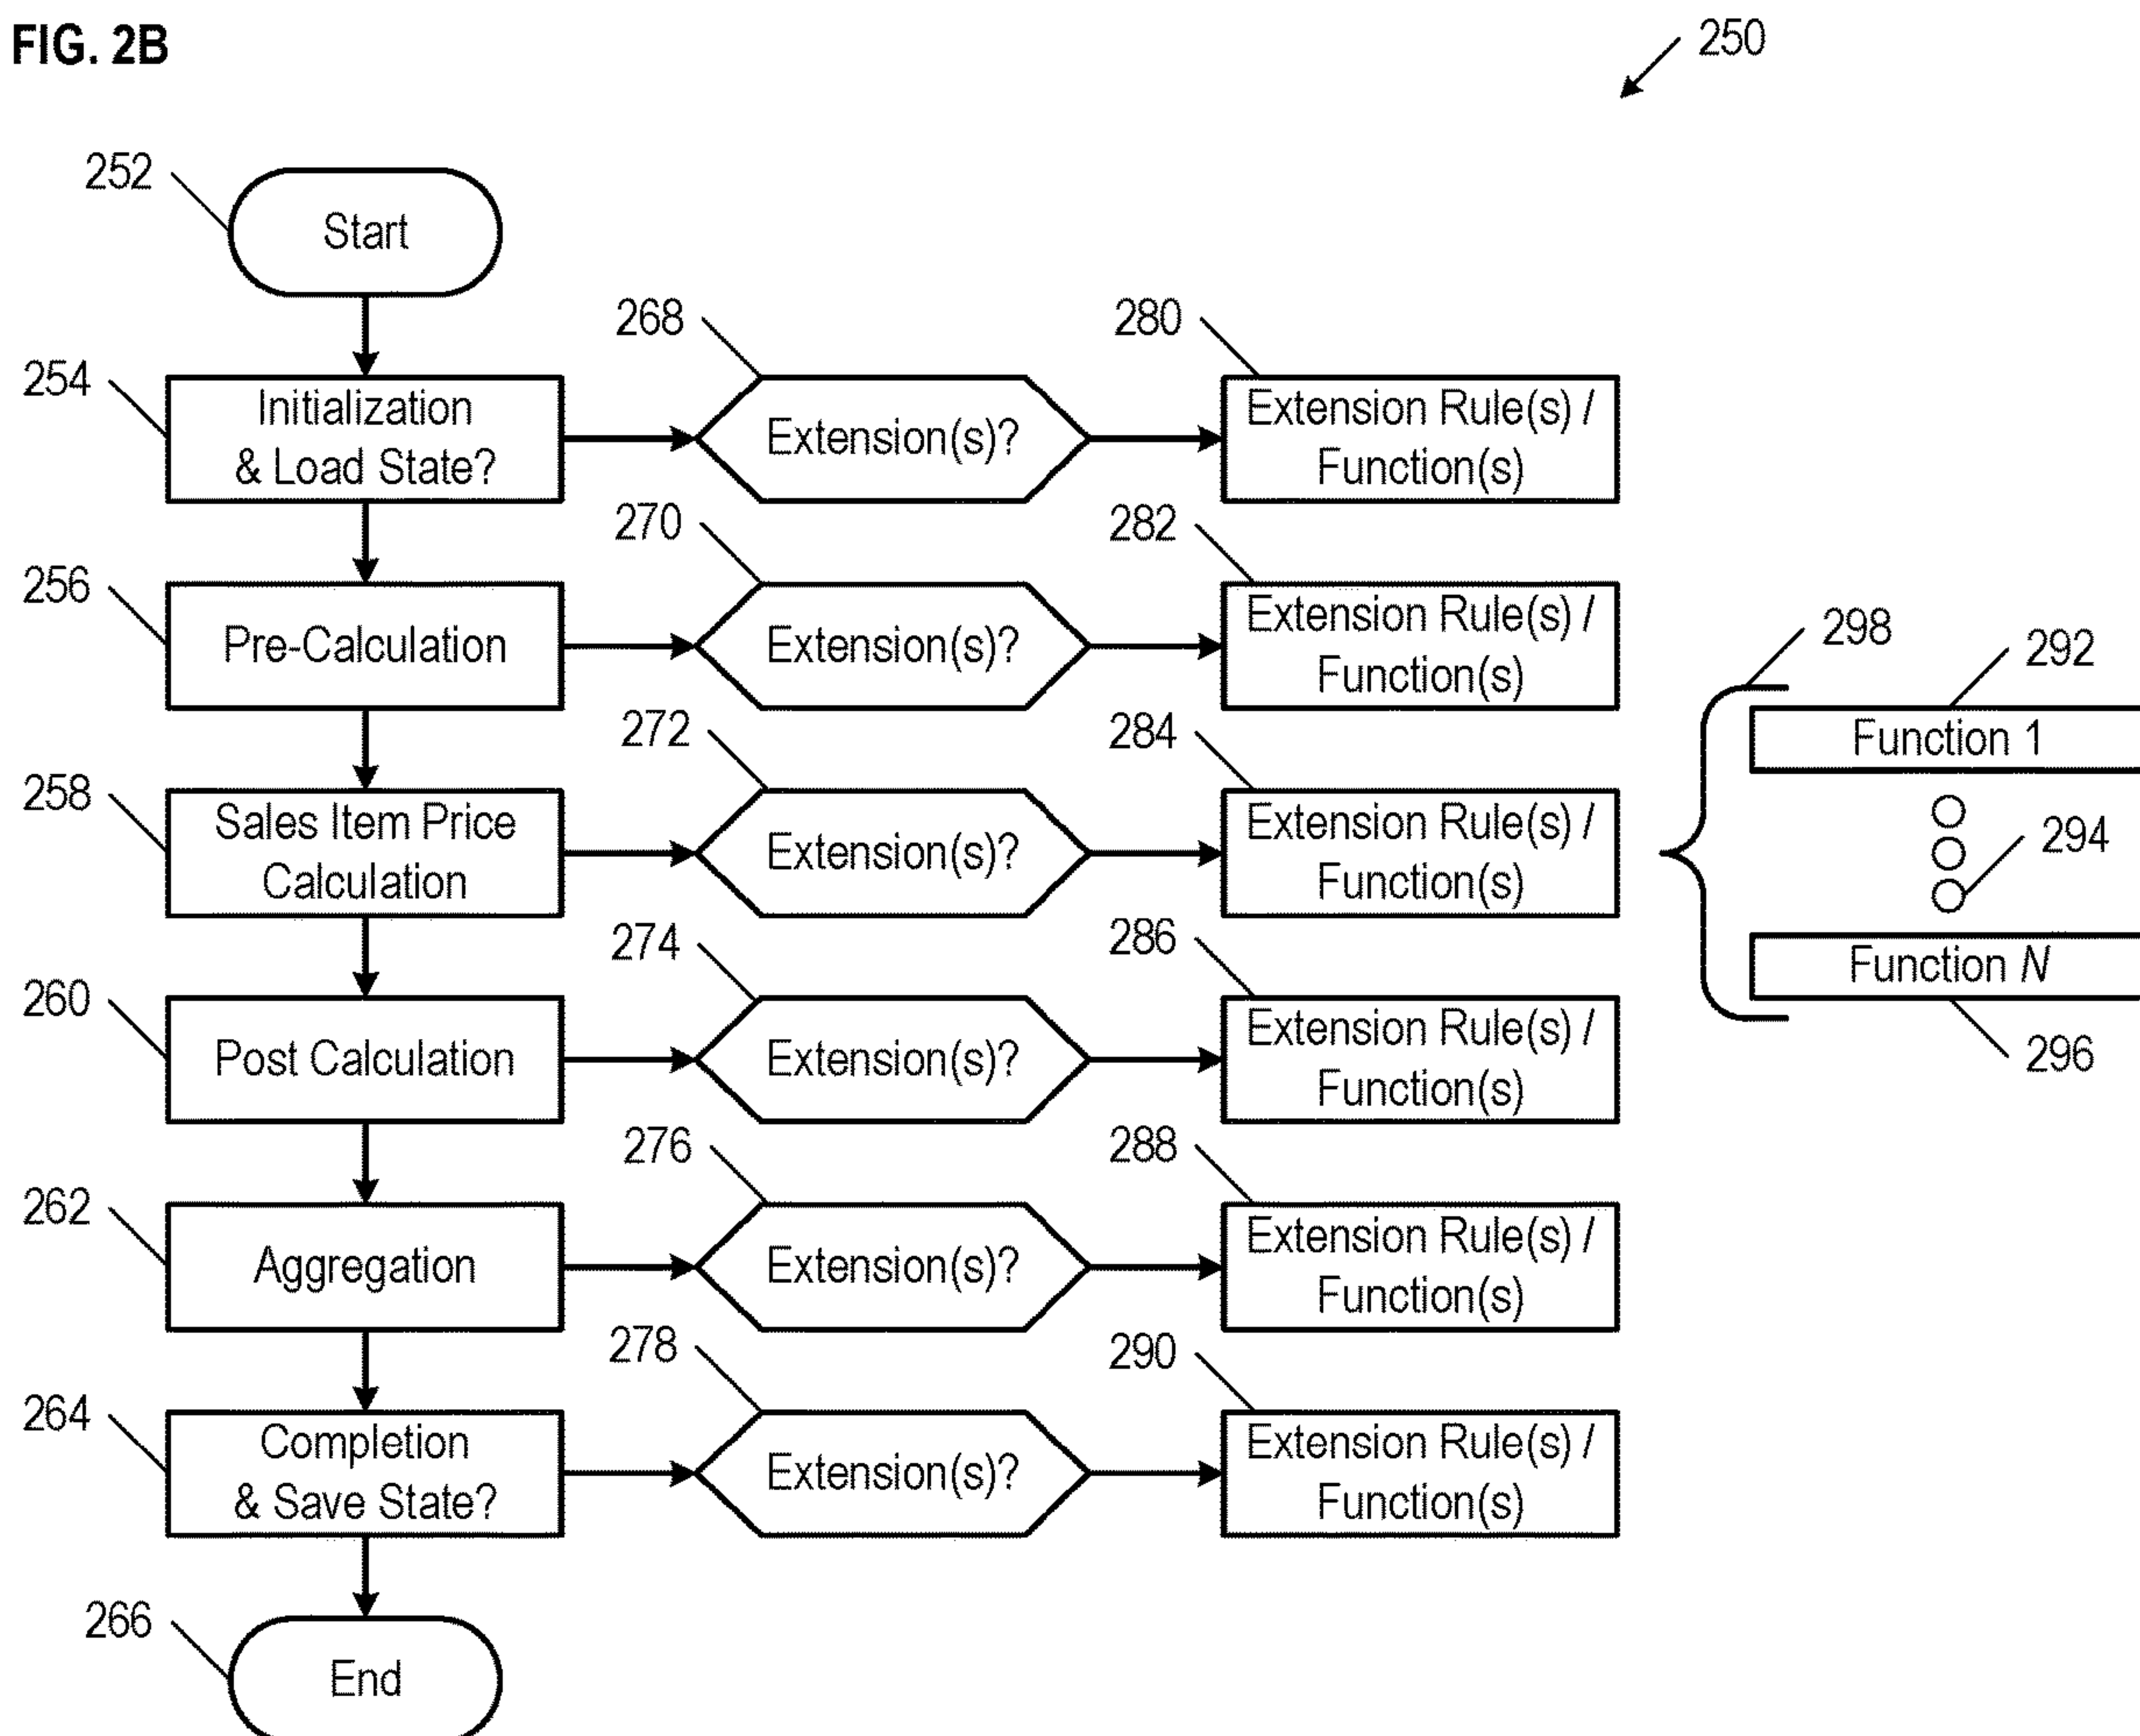 FIG. 2B
250
252
Start
268
280
254
Initialization
& Load State?
Extension(s)?
Extension Rule(s) /
Function(s)
270
282
256
Pre-Calculation
Extension(s)?
Extension Rule(s) /
Function(s)
298
292
Function 1
272
284
258
Sales Item Price
Calculation
Extension(s)?
Extension Rule(s) /
Function(s)
294
274
286
Function N
296
260
Post Calculation
Extension(s)?
Extension Rule(s) /
Function(s)
276
288
262
Aggregation
Extension(s)?
Extension Rule(s) /
Function(s)
278
290
264
Completion
& Save State?
Extension(s)?
Extension Rule(s) /
Function(s)
266
End